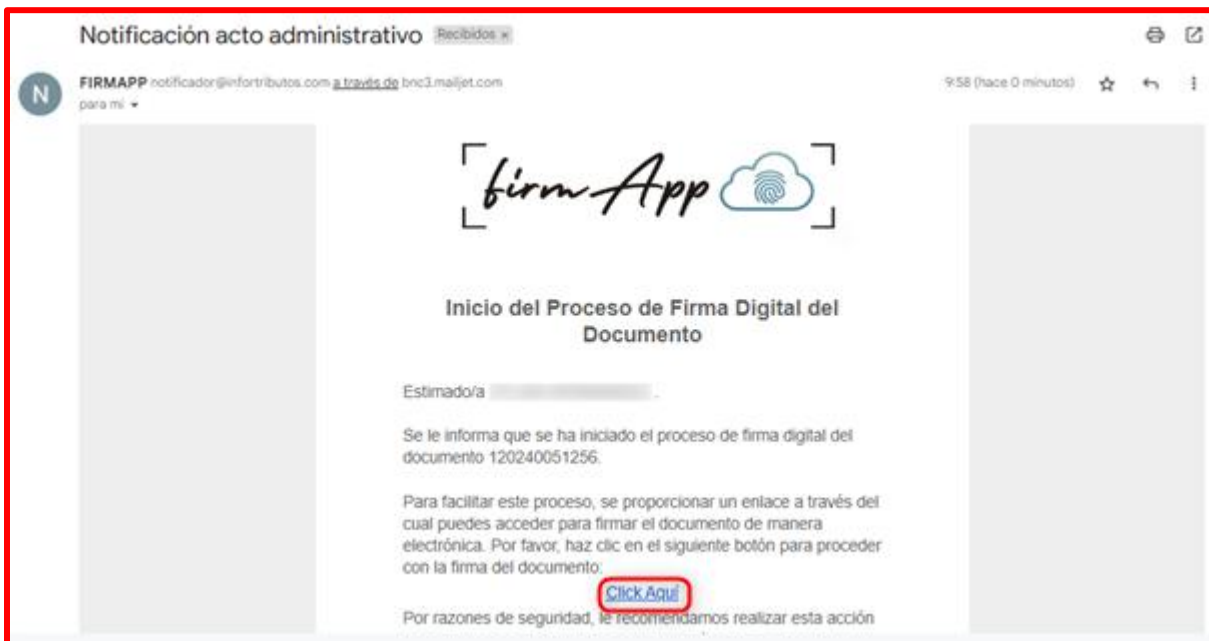 Notificación acto administrativo Recibidos x
N
FIRMAPP notificador@infortributos.com a través de bnc3.mailjet.com
9:58 (hace 0 minutos)
para mí
firmApp
Inicio del Proceso de Firma Digital del
Documento
Estimado/a .
Se le informa que se ha iniciado el proceso de firma digital del
documento 120240051256.
Para facilitar este proceso, se proporcionar un enlace a través del
cual puedes acceder para firmar el documento de manera
electrónica. Por favor, haz clic en el siguiente botón para proceder
con la firma del documento:
Click Aquí
Por razones de seguridad, le recomendamos realizar esta acción